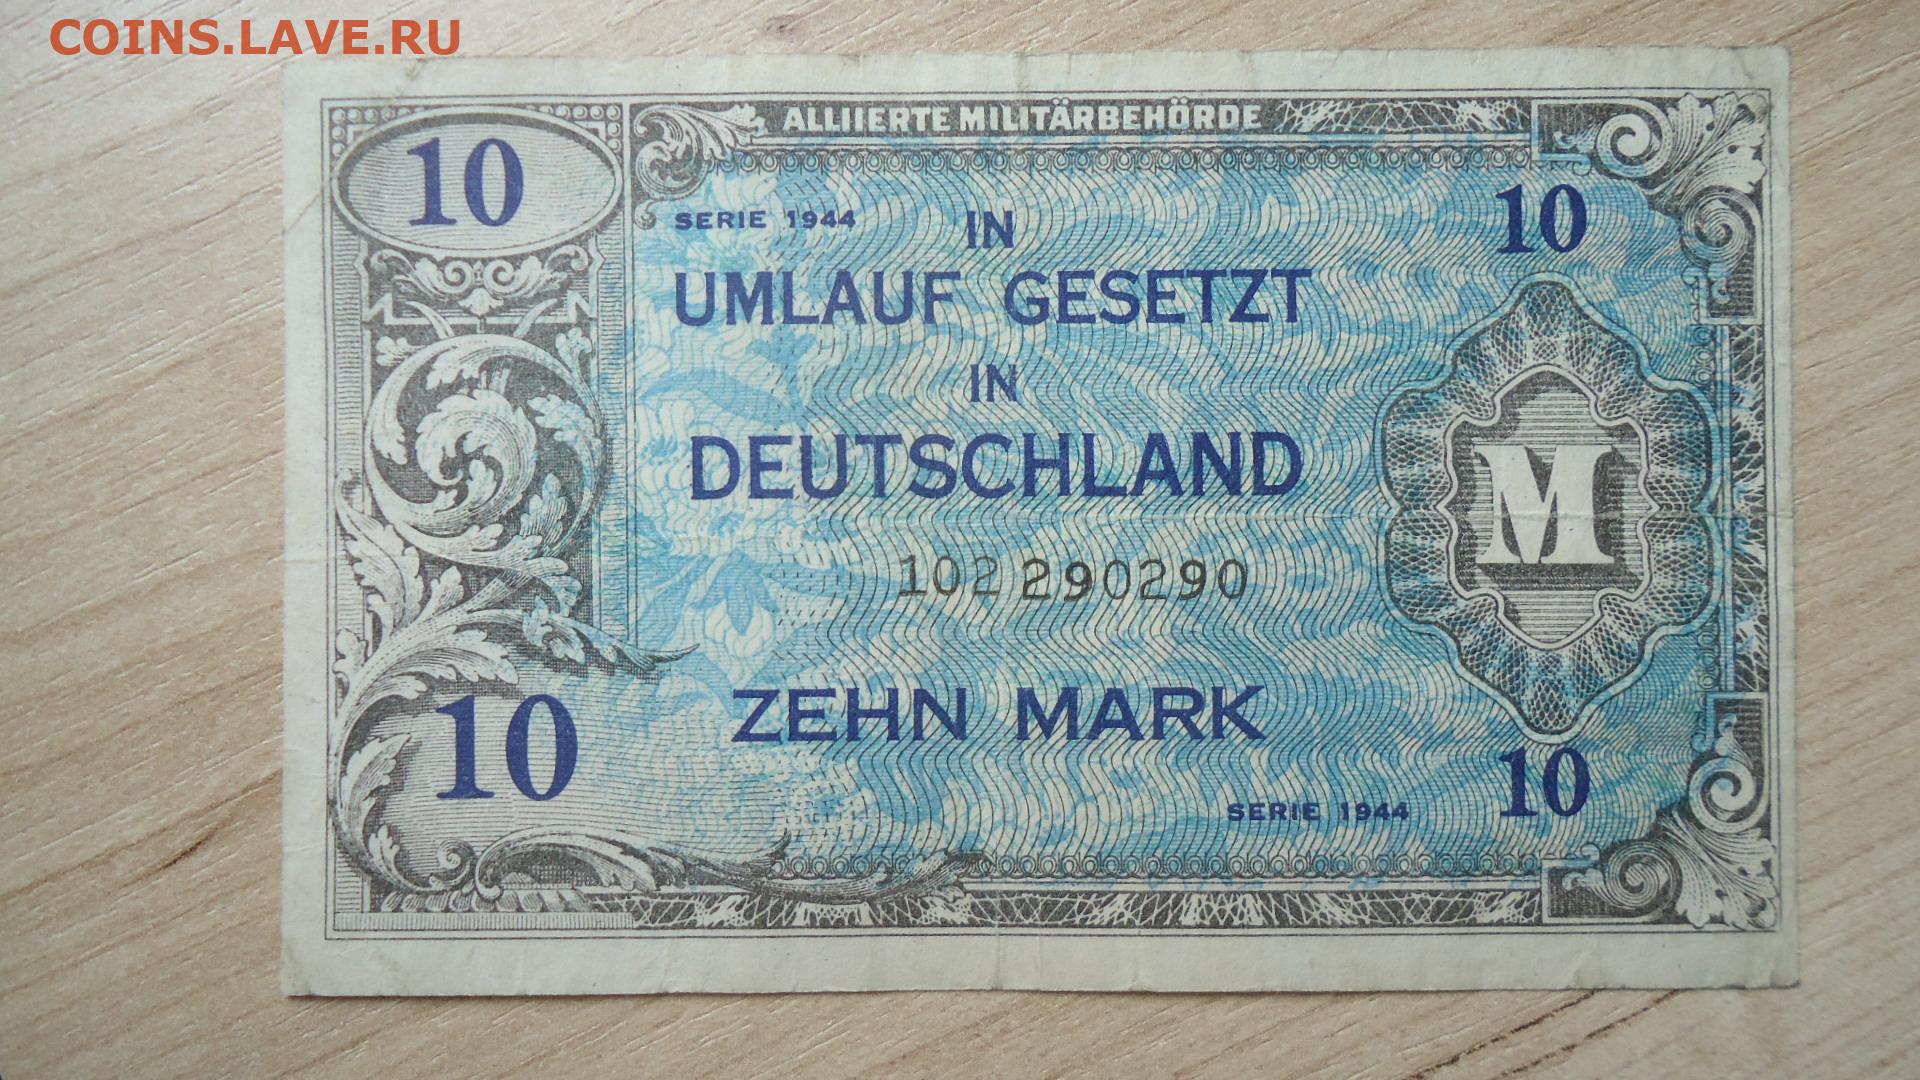 COINS.LAVE.RU
ALLIIERTE MILITÄRBEHÖRDE
10
10
SERIE 1944 IN
UMLAUF GESETZT
IN
DEUTSCHLAND
M
102290290
ZEHN MARK
10
10
SERIE 1944